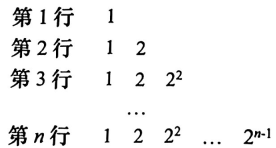 第1行 1
第2行 1 2
第3行 1 2 2²
…
第n行 1 2 2² … 2ⁿ⁻¹